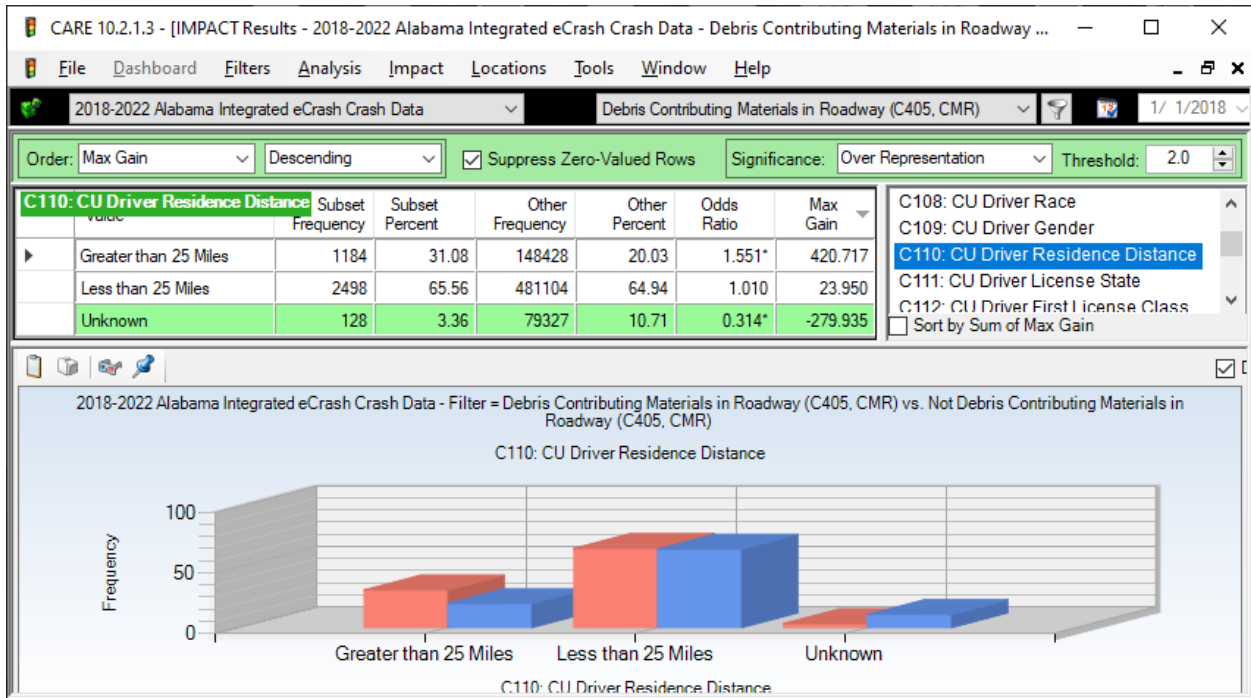 CARE 10.2.1.3 - [IMPACT Results - 2018-2022 Alabama Integrated eCrash Crash Data - Debris Contributing Materials in Roadway ...
File Dashboard Filters Analysis Impact Locations Tools Window Help
2018-2022 Alabama Integrated eCrash Crash Data Debris Contributing Materials in Roadway (C405, CMR) 12 1/ 1/2018
Order: Max Gain Descending Suppress Zero-Valued Rows Significance: Over Representation Threshold: 2.0
C110: CU Driver Residence Distance Subset Frequency Subset Percent Other Frequency Other Percent Odds Ratio Max Gain
Greater than 25 Miles 1184 31.08 148428 20.03 1.551* 420.717
Less than 25 Miles 2498 65.56 481104 64.94 1.010 23.950
Unknown 128 3.36 79327 10.71 0.314* -279.935
C108: CU Driver Race
C109: CU Driver Gender
C110: CU Driver Residence Distance
C111: CU Driver License State
C112: CU Driver First License Class
Sort by Sum of Max Gain
2018-2022 Alabama Integrated eCrash Crash Data - Filter = Debris Contributing Materials in Roadway (C405, CMR) vs. Not Debris Contributing Materials in
Roadway (C405, CMR)
C110: CU Driver Residence Distance
Frequency
100
50
0
Greater than 25 Miles Less than 25 Miles Unknown
C110: CU Driver Residence Distance